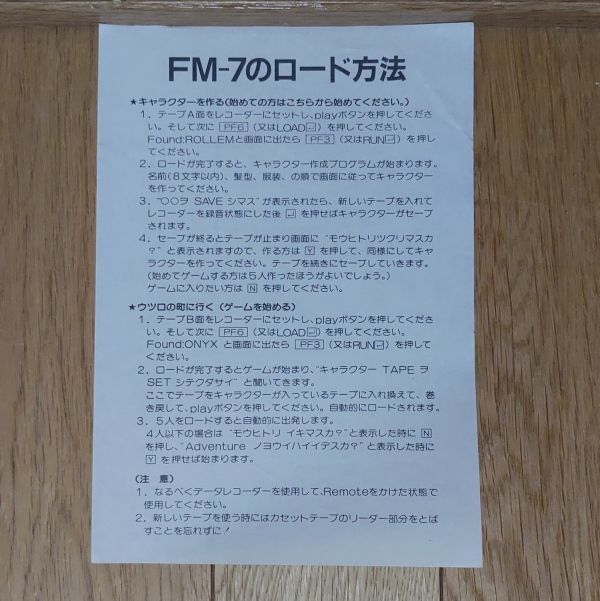 FM-7のロード方法
★キャラクターを作る(始めての方はこちらから始めてください。)
1．テープA面をレコーダーにセットし、playボタンを押してくださ
い。そして次に PF6 (又はLOAD↵) を押してください。
Found:ROLLEMと画面に出たら PF3 (又はRUN↵) を押し
てください。
2．ロードが完了すると、キャラクター作成プログラムが始まります。
名前(8文字以内)、髪型、服装、の順で画面に従ってキャラクター
を作ってください。
3．"○○ヲ SAVE シマス"が表示されたら、新しいテープを入れて
レコーダーを録音状態にした後 ↵ を押せばキャラクターがセーブ
されます。
4．セーブが終るとテープが止まり画面に "モウヒトリツクリマスカ
？" と表示されますので、作る方は Y を押して、同様にしてキャ
ラクターを作ってください。テープを続きにセーブしていきます。
(始めてゲームする方は5人作ったほうがよいでしょう。)
ゲームに入りたい方は N を押してください。
★ウツロの町に行く (ゲームを始める)
1．テープB面をレコーダーにセットし、playボタンを押してくださ
い。そして次に PF6 (又はLOAD↵) を押してください。
Found:ONYX と画面に出たら PF3 (又はRUN↵) を押して
ください。
2．ロードが完了するとゲームが始まり、"キャラクター TAPE ヲ
SET シテクダサイ" と聞いてきます。
ここでテープをキャラクターが入っているテープに入れ換えて、巻
き戻して、playボタンを押してください。自動的にロードされます。
3．5人をロードすると自動的に出発します。
4人以下の場合は "モウヒトリ イキマスカ？"と表示した時に N
を押し、"Adventure ノヨウイハイイデスカ？" と表示した時に
Y を押せば始まります。
(注　意)
1．なるべくデータレコーダーを使用して、Remoteをかけた状態で
使用してください。
2．新しいテープを使う時にはカセットテープのリーダー部分をとば
すことを忘れずに！